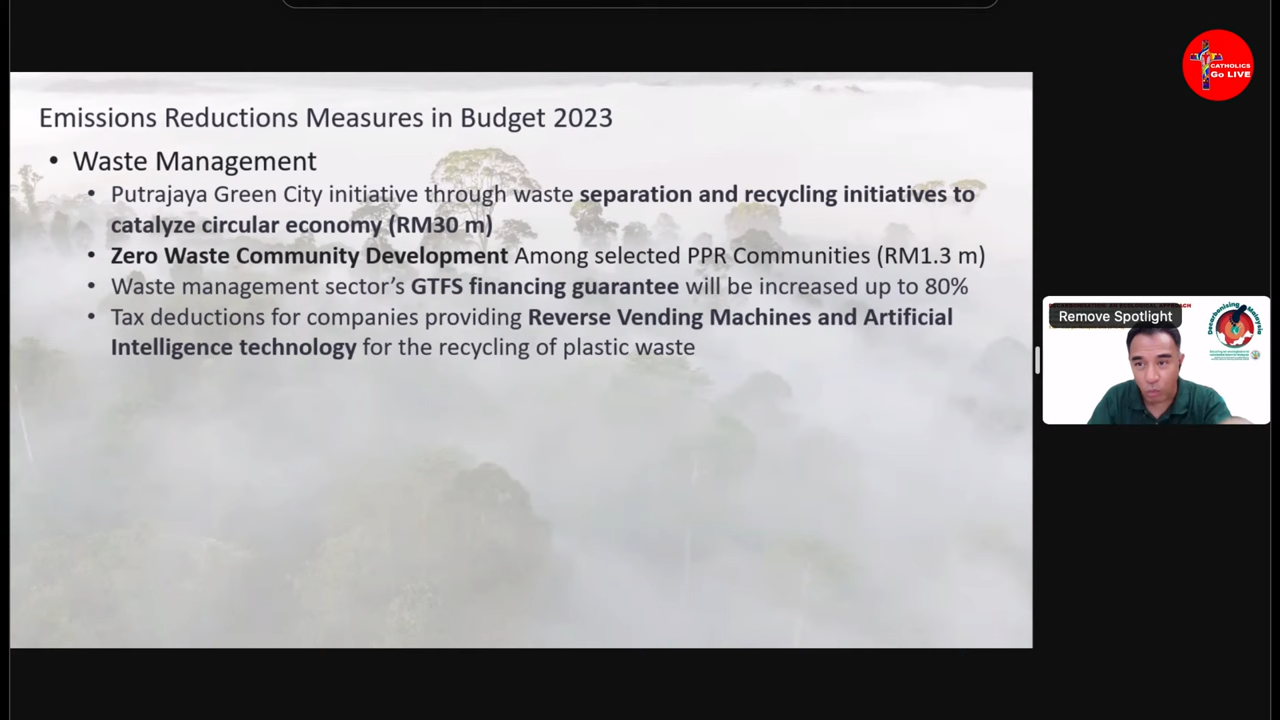 CATHOLICS
Go LIVE
Emissions Reductions Measures in Budget 2023
• Waste Management
• Putrajaya Green City initiative through waste separation and recycling initiatives to
catalyze circular economy (RM30 m)
• Zero Waste Community Development Among selected PPR Communities (RM1.3 m)
• Waste management sector’s GTFS financing guarantee will be increased up to 80%
• Tax deductions for companies providing Reverse Vending Machines and Artificial
Intelligence technology for the recycling of plastic waste
Remove Spotlight
Decarbonising Malaysia